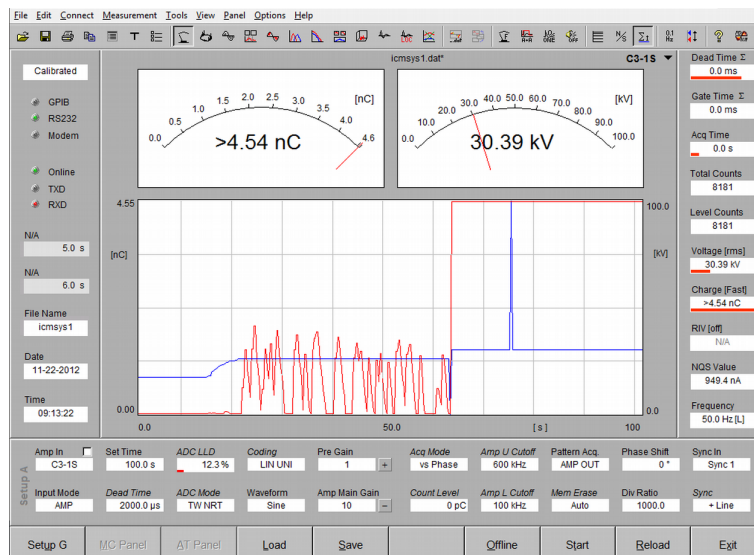 File Edit Connect Measurement Tools View Panel Options Help
icmsys1.dat*
C3-1S
Calibrated
GPIB
RS232
Modem
Online
TXD
RXD
N/A
5.0 s
N/A
6.0 s
File Name
icmsys1
Date
11-22-2012
Time
09:13:22
0.0 0.5 1.0 1.5 2.0 2.5 3.0 3.5 4.0 4.6
[nC]
>4.54 nC
0.0 10.0 20.0 30.0 40.0 50.0 60.0 70.0 80.0 90.0 100.0
[kV]
30.39 kV
4.55
[nC]
0.00
100.0
[kV]
0.0
0.0 50.0 [s] 100
Dead Time Σ
0.0 ms
Gate Time Σ
0.0 ms
Acq Time
0.0 s
Total Counts
8181
Level Counts
8181
Voltage [rms]
30.39 kV
Charge [Fast]
>4.54 nC
RIV [off]
N/A
NQS Value
949.4 nA
Frequency
50.0 Hz [L]
Setup A
Amp In Set Time ADC LLD Coding Pre Gain Acq Mode Amp U Cutoff Pattern Acq. Phase Shift Sync In
C3-1S 100.0 s 12.3 % LIN UNI 1 + vs Phase 600 kHz AMP OUT 0 ° Sync 1
Input Mode Dead Time ADC Mode Waveform Amp Main Gain Count Level Amp L Cutoff Mem Erase Div Ratio Sync
AMP 2000.0 µs TW NRT Sine 10 − 0 pC 100 kHz Auto 1000.0 + Line
Setup G MC Panel AT Panel Load Save Offline Start Reload Exit